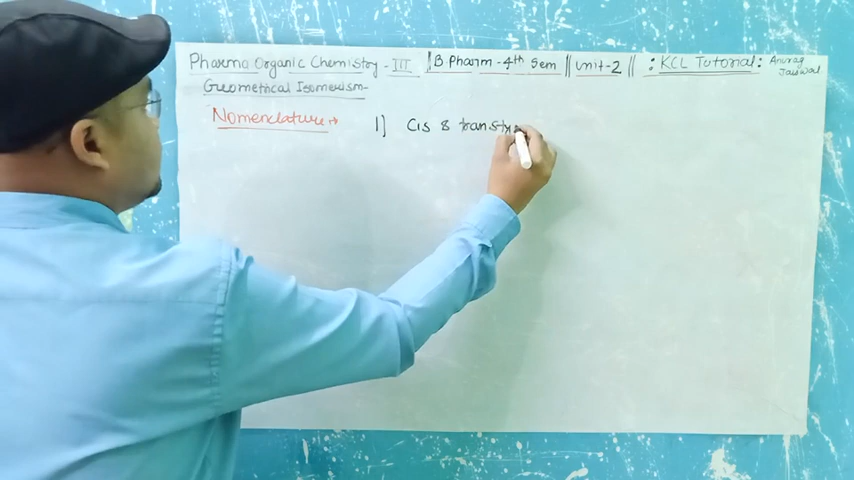 Pharma Organic Chemistry - III || B. Pharm - 4th Sem || Unit-2 || : KCL Tutorial : Anurag Jaiswal
Geometrical Isomerism-
Nomenclature →
1] Cis & trans